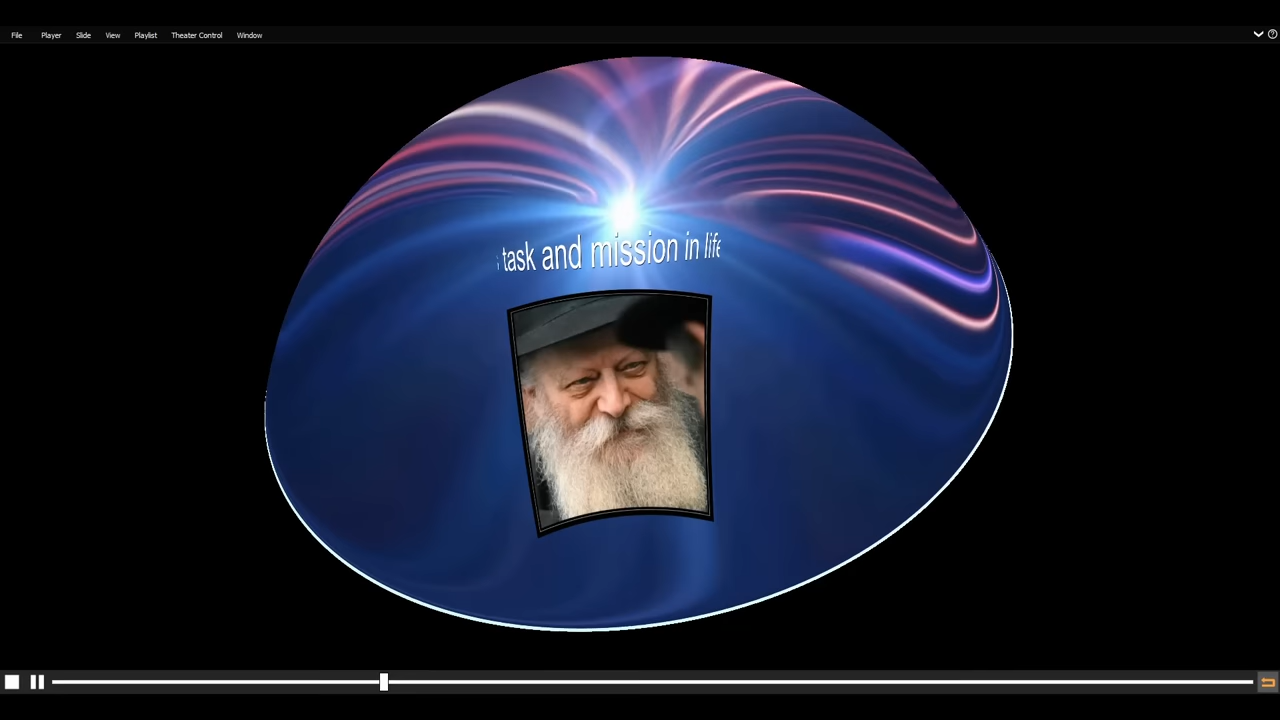 File Player Slide View Playlist Theater Control Window
task and mission in life